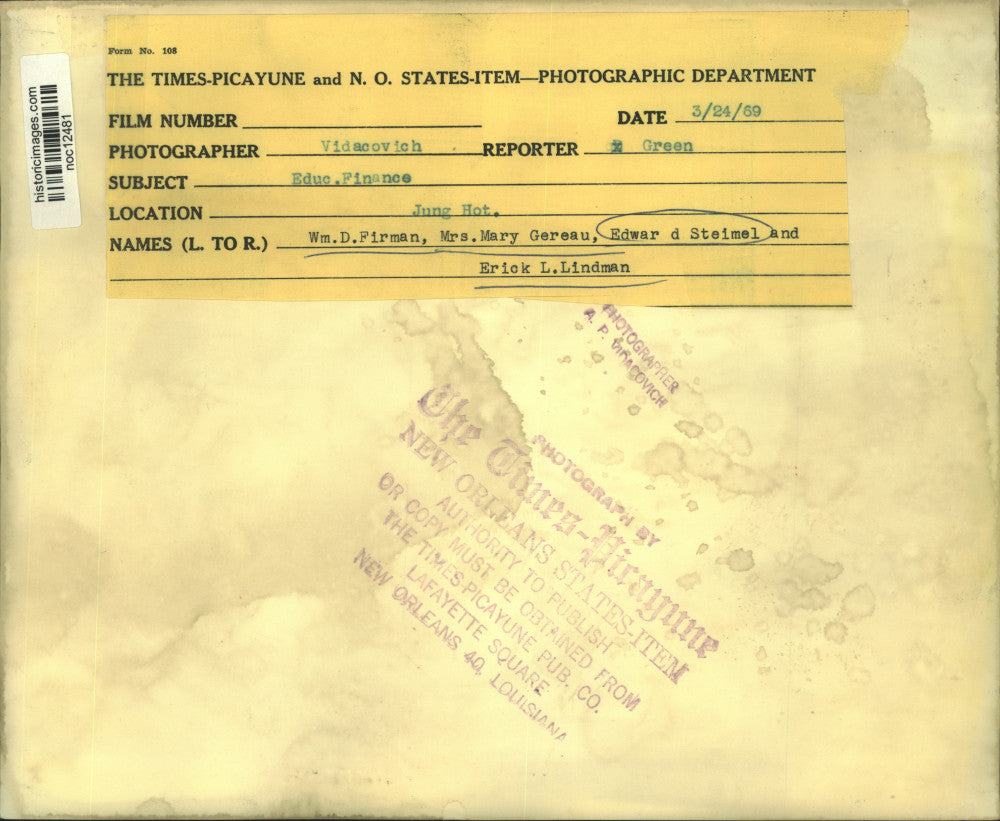 historicimages.com
noc12481
Form No. 108
THE TIMES-PICAYUNE and N. O. STATES-ITEM—PHOTOGRAPHIC DEPARTMENT
FILM NUMBER
DATE 3/24/69
PHOTOGRAPHER Vidacovich REPORTER Green
SUBJECT Educ.Finance
LOCATION Jung Hot.
NAMES (L. TO R.) Wm.D.Firman, Mrs.Mary Gereau, Edwar d Steimel and
Erick L.Lindman
PHOTOGRAPHER
A. P. VIDACOVICH
PHOTOGRAPH BY
The Times-Picayune
NEW ORLEANS STATES-ITEM
AUTHORITY TO PUBLISH
OR COPY MUST BE OBTAINED FROM
THE TIMES-PICAYUNE PUB. CO.
LAFAYETTE SQUARE
NEW ORLEANS 40, LOUISIANA